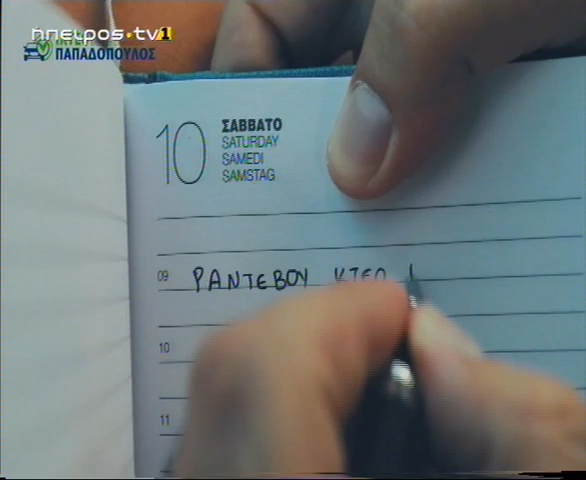 ηπειρος.tv1
ΠΑΠΑΔΟΠΟΥΛΟΣ
10
ΣΑΒΒΑΤΟ
SATURDAY
SAMEDI
SAMSTAG
09 ΡΑΝΤΕΒΟΥ ΚΤΕΟ
10
11